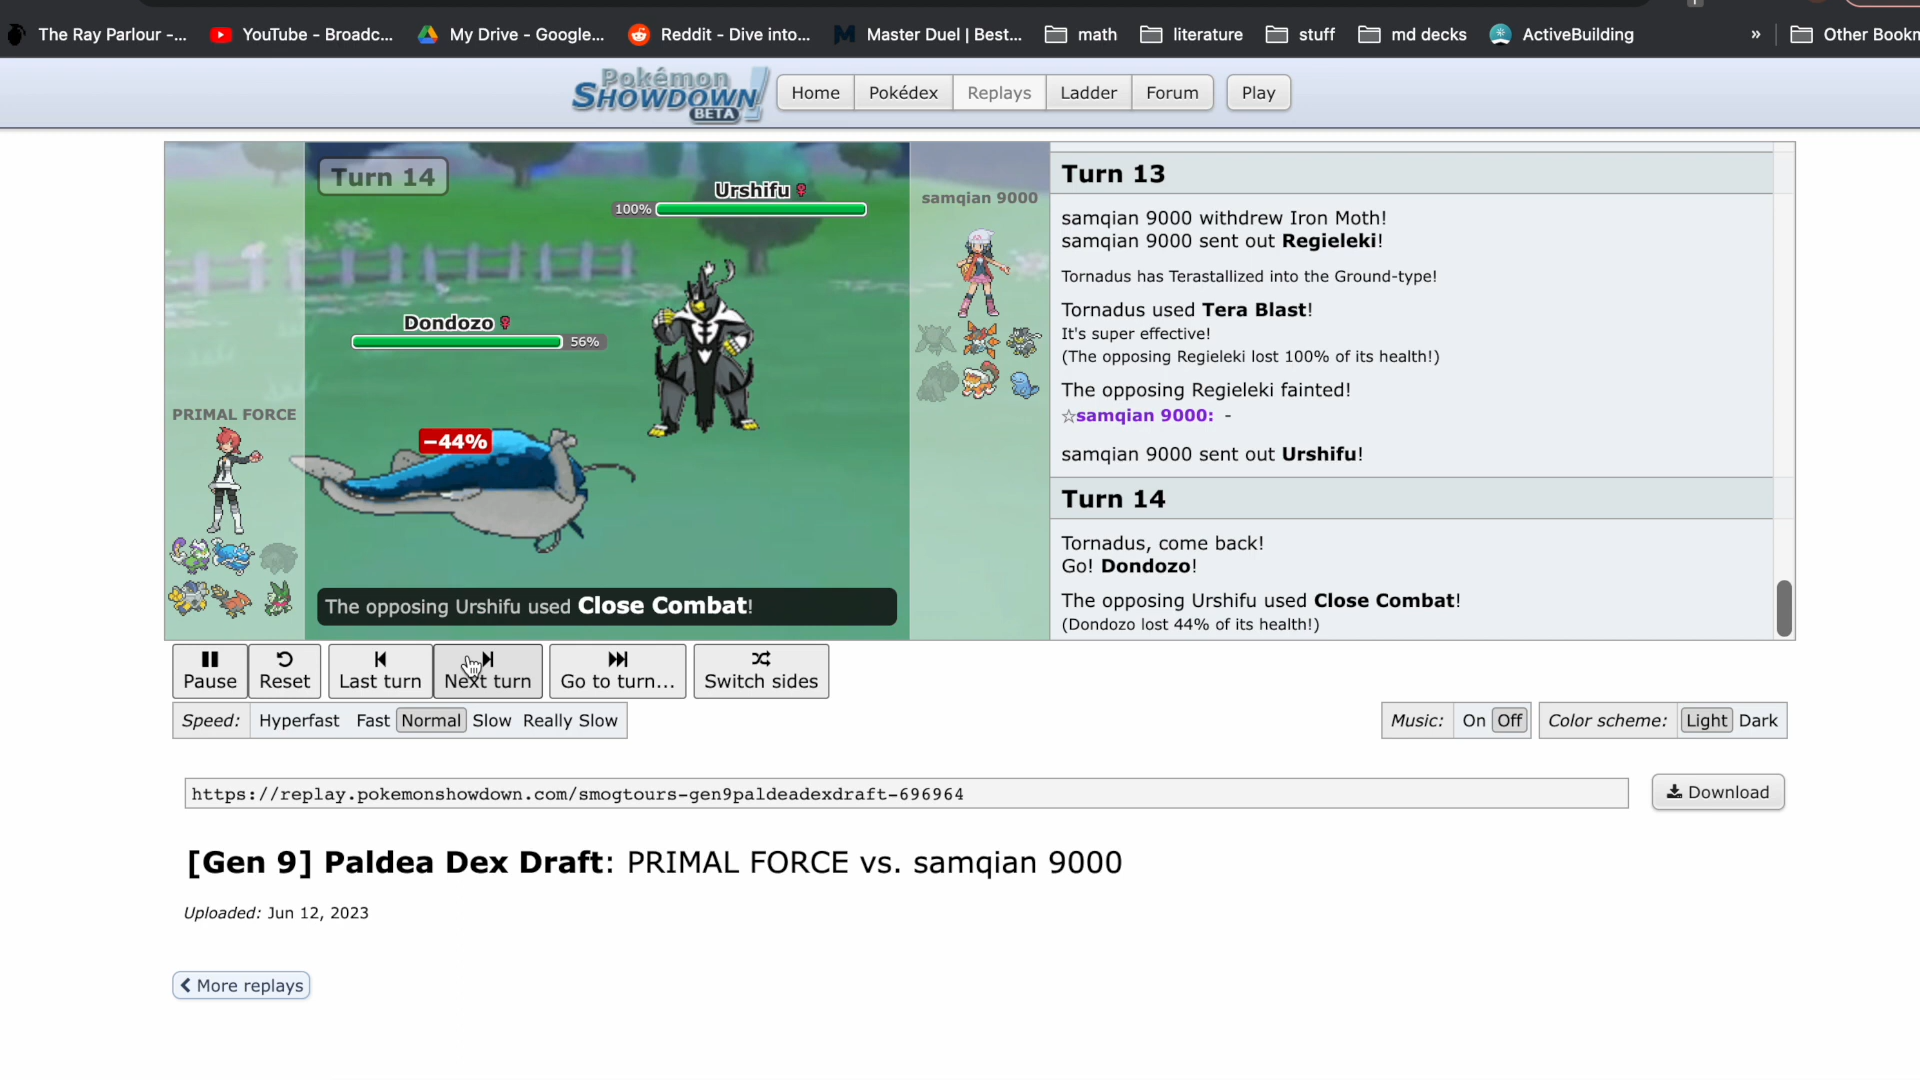 The Ray Parlour -... YouTube - Broadc... My Drive - Google... Reddit - Dive into... Master Duel | Best... math literature stuff md decks ActiveBuilding » Other Bookn
Pokémon SHOWDOWN! BETA Home Pokédex Replays Ladder Forum Play
Turn 14
Urshifu
100%
Dondozo
56%
−44%
PRIMAL FORCE
samqian 9000
The opposing Urshifu used Close Combat!
Turn 13
samqian 9000 withdrew Iron Moth!
samqian 9000 sent out Regieleki!
Tornadus has Terastallized into the Ground-type!
Tornadus used Tera Blast!
It's super effective!
(The opposing Regieleki lost 100% of its health!)
The opposing Regieleki fainted!
☆samqian 9000: -
samqian 9000 sent out Urshifu!
Turn 14
Tornadus, come back!
Go! Dondozo!
The opposing Urshifu used Close Combat!
(Dondozo lost 44% of its health!)
Pause Reset Last turn Next turn Go to turn... Switch sides
Speed: Hyperfast Fast Normal Slow Really Slow Music: On Off Color scheme: Light Dark
https://replay.pokemonshowdown.com/smogtours-gen9paldeadexdraft-696964 Download
[Gen 9] Paldea Dex Draft: PRIMAL FORCE vs. samqian 9000
Uploaded: Jun 12, 2023
More replays